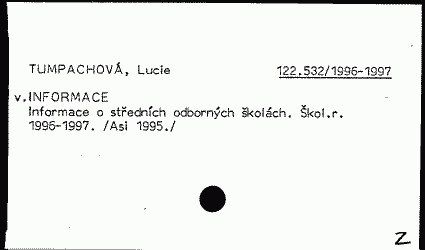 TUMPACHOVÁ, Lucie 122.532/1996-1997
v.INFORMACE
Informace o středních odborných školách. Škol.r.
1996-1997. /Asi 1995./
Z